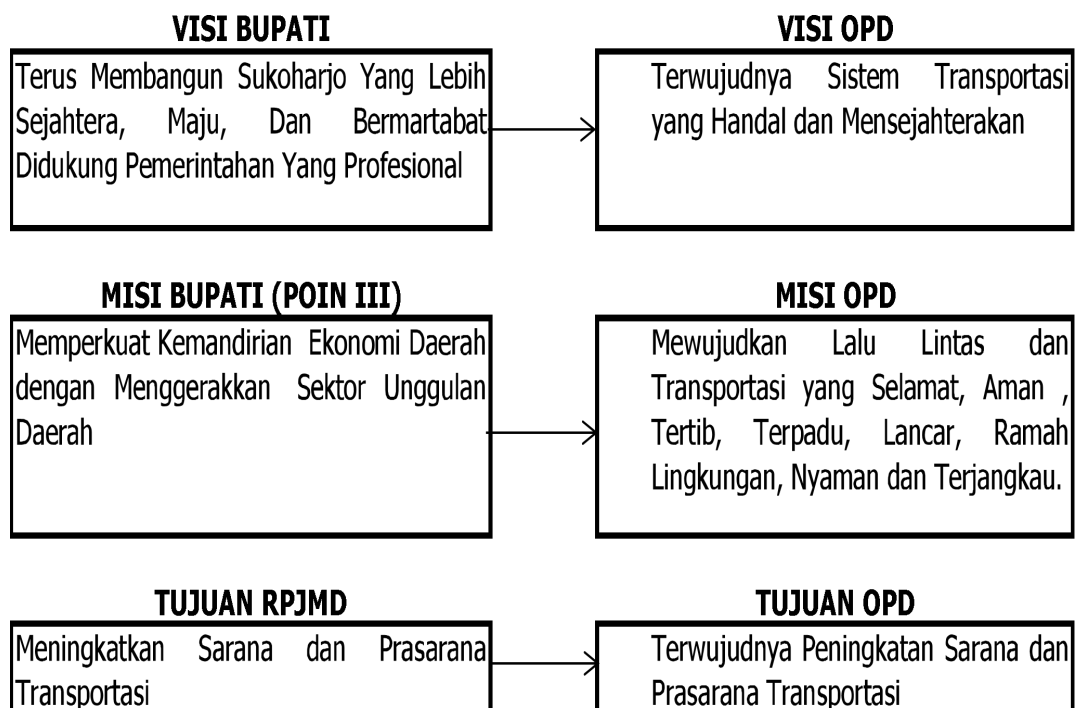 VISI BUPATI
Terus Membangun Sukoharjo Yang Lebih
Sejahtera, Maju, Dan Bermartabat
Didukung Pemerintahan Yang Profesional
VISI OPD
Terwujudnya Sistem Transportasi
yang Handal dan Mensejahterakan
MISI BUPATI (POIN III)
Memperkuat Kemandirian Ekonomi Daerah
dengan Menggerakkan Sektor Unggulan
Daerah
MISI OPD
Mewujudkan Lalu Lintas dan
Transportasi yang Selamat, Aman ,
Tertib, Terpadu, Lancar, Ramah
Lingkungan, Nyaman dan Terjangkau.
TUJUAN RPJMD
Meningkatkan Sarana dan Prasarana
Transportasi
TUJUAN OPD
Terwujudnya Peningkatan Sarana dan
Prasarana Transportasi